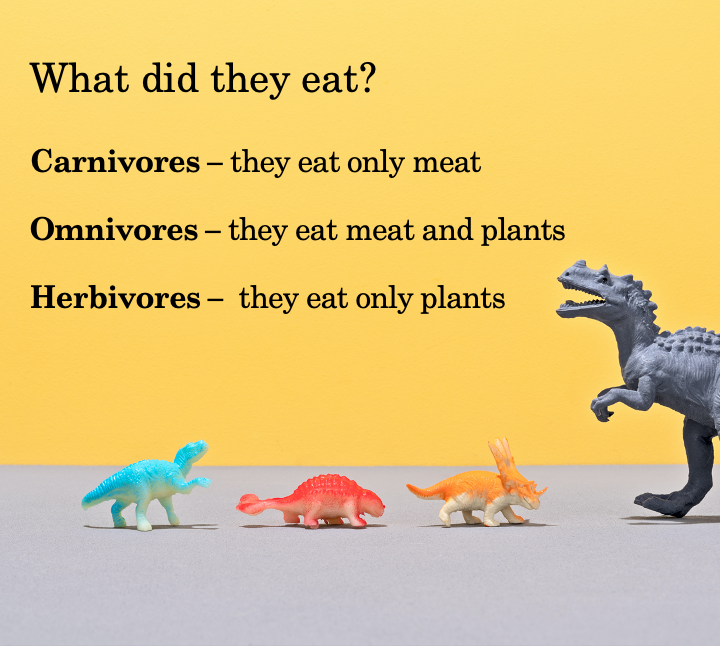 What did they eat?
Carnivores – they eat only meat
Omnivores – they eat meat and plants
Herbivores –  they eat only plants